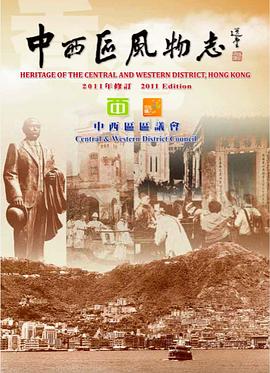 中西區風物志
HERITAGE OF THE CENTRAL AND WESTERN DISTRICT, HONG KONG
2011年修訂 2011 Edition
中西區區議會
Central & Western District Council